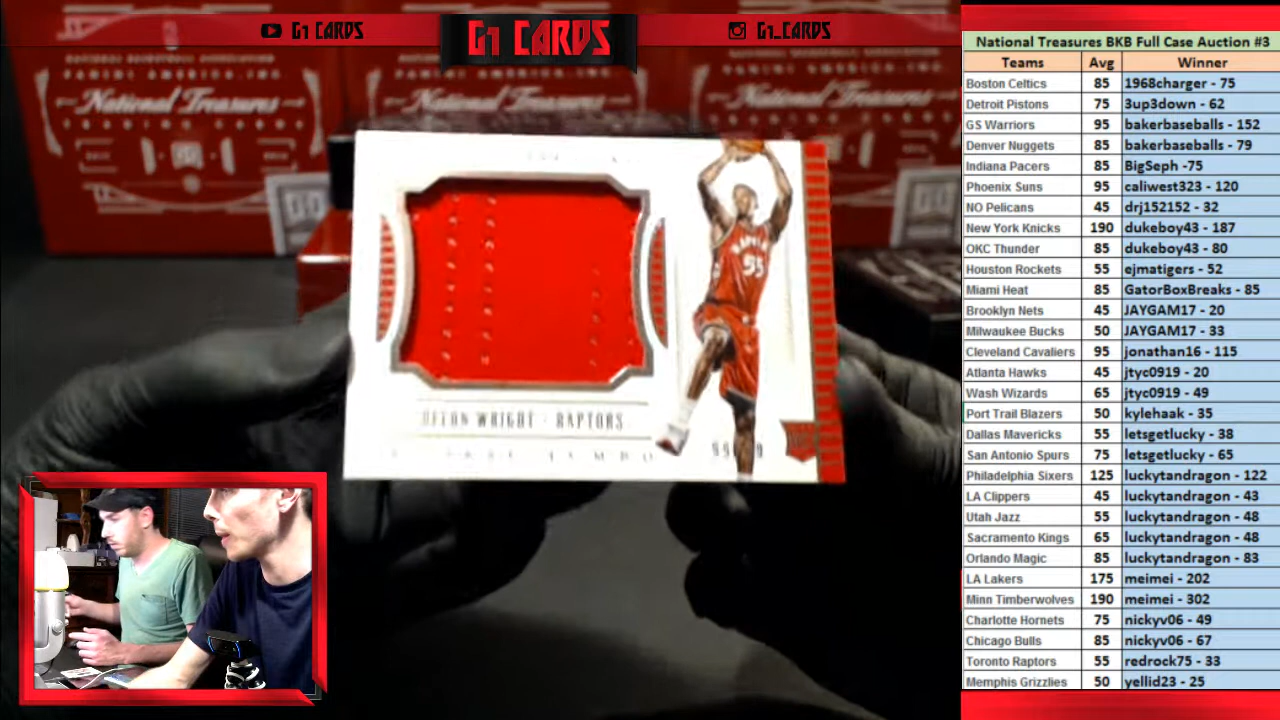 G1 CARDS
G1 CARDS
G1_CARDS
National Treasures
National Treasures
National Treasures
DELON WRIGHT - RAPTORS
55
National Treasures BKB Full Case Auction #3
Teams Avg Winner
Boston Celtics 85 1968charger - 75
Detroit Pistons 75 3up3down - 62
GS Warriors 95 bakerbaseballs - 152
Denver Nuggets 85 bakerbaseballs - 79
Indiana Pacers 85 BigSeph -75
Phoenix Suns 95 caliwest323 - 120
NO Pelicans 45 drj152152 - 32
New York Knicks 190 dukeboy43 - 187
OKC Thunder 85 dukeboy43 - 80
Houston Rockets 55 ejmatigers - 52
Miami Heat 85 GatorBoxBreaks - 85
Brooklyn Nets 45 JAYGAM17 - 20
Milwaukee Bucks 50 JAYGAM17 - 33
Cleveland Cavaliers 95 jonathan16 - 115
Atlanta Hawks 45 jtyc0919 - 20
Wash Wizards 65 jtyc0919 - 49
Port Trail Blazers 50 kylehaak - 35
Dallas Mavericks 55 letsgetlucky - 38
San Antonio Spurs 75 letsgetlucky - 65
Philadelphia Sixers 125 luckytandragon - 122
LA Clippers 45 luckytandragon - 43
Utah Jazz 55 luckytandragon - 48
Sacramento Kings 65 luckytandragon - 48
Orlando Magic 85 luckytandragon - 83
LA Lakers 175 meimei - 202
Minn Timberwolves 190 meimei - 302
Charlotte Hornets 75 nickyv06 - 49
Chicago Bulls 85 nickyv06 - 67
Toronto Raptors 55 redrock75 - 33
Memphis Grizzlies 50 yellid23 - 25